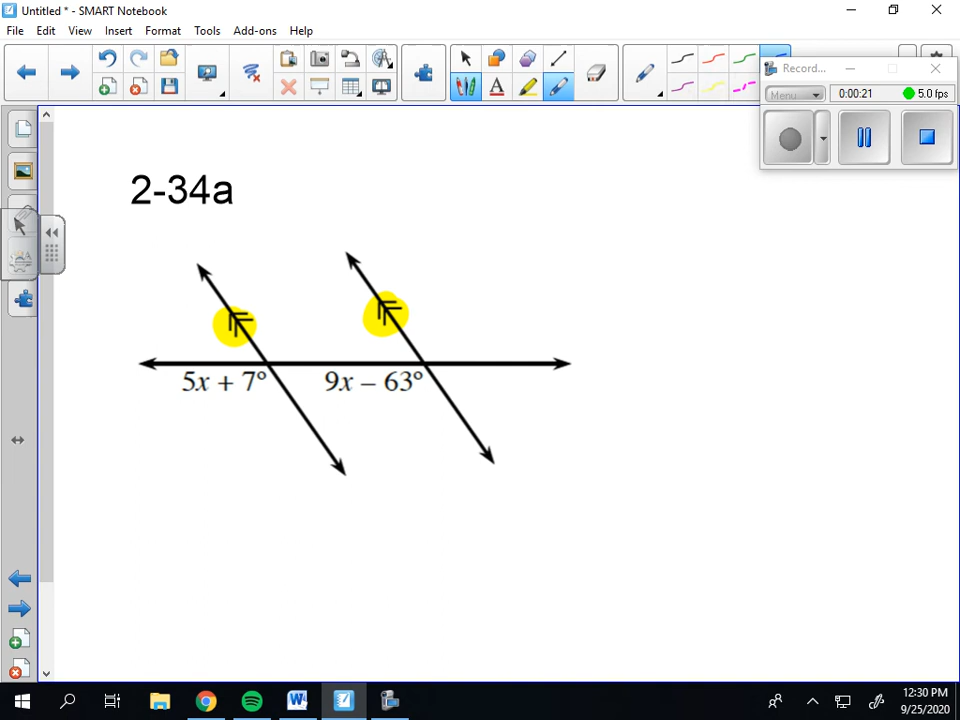 Untitled * - SMART Notebook
File Edit View Insert Format Tools Add-ons Help
Record...
Menu 0:00:21 5.0 fps
2-34a
5x + 7° 9x – 63°
12:30 PM
9/25/2020